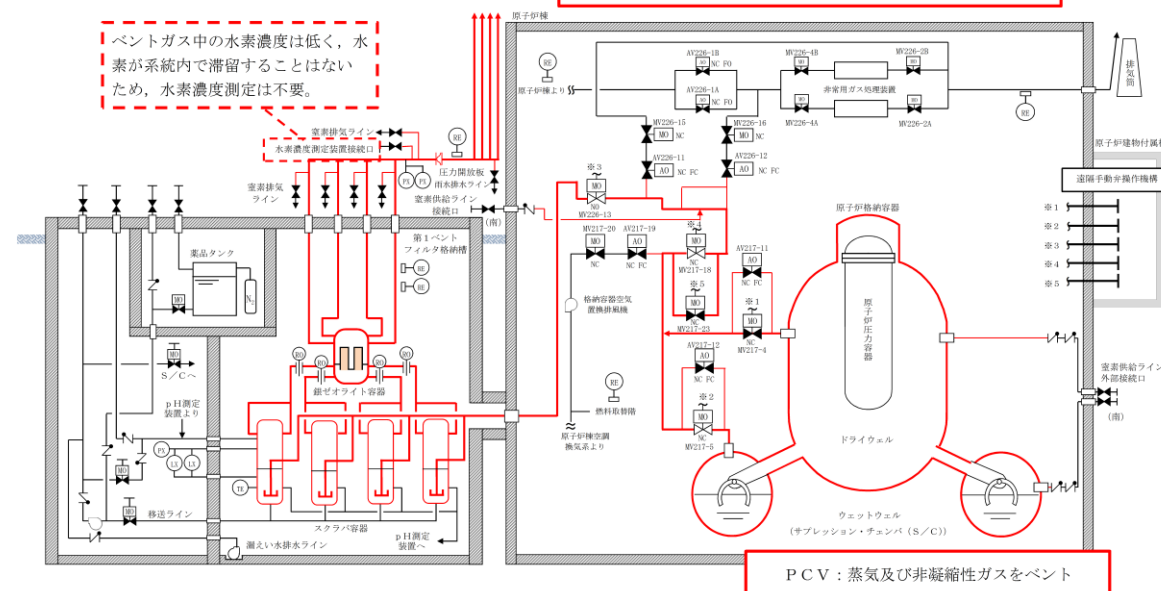 ベントガス中の水素濃度は低く，水
素が系統内で滞留することはない
ため，水素濃度測定は不要。
原子炉棟
RE
原子炉棟より
AV226-1B
AO
NC FO
AV226-1A
AO
NC FO
MV226-4B
MO
MV226-2B
MO
非常用ガス処理装置
MO
MV226-4A
MO
MV226-2A
RE
排気筒
窒素排気ライン
水素濃度測定装置接続口
RE
PX
PX
圧力開放板
雨水排水ライン
窒素供給ライン
接続口
(南)
窒素排気
ライン
MV226-15
MO
NC
MV226-16
MO
NC
AV226-11
AO
NC FC
AV226-12
AO
NC FC
※3
MO
NO
MV226-13
原子炉建物付属棟
遠隔手動弁操作機構
※1
※2
※3
※4
※5
MV217-20
MO
NC
AV217-19
AO
NC FC
※4
MO
NC
MV217-18
AV217-11
AO
NC FC
※5
MO
NC
MV217-23
※1
MO
NC
MV217-4
原子炉格納容器
原子炉圧力容器
第１ベント
フィルタ格納槽
RE
RE
薬品タンク
MO
N2
MO
S／Cへ
格納容器空気
置換排風機
AV217-12
AO
NC FC
RE
燃料取替階
原子炉棟空調
換気系より
※2
MO
NC
MV217-5
窒素供給ライン
外部接続口
(南)
RO
RO
RO
RO
銀ゼオライト容器
ｐＨ測定
装置より
PX
LX
LX
MO
TE
MO
移送ライン
スクラバ容器
漏えい水排水ライン
ｐＨ測定
装置へ
ドライウェル
ウェットウェル
(サプレッション・チェンバ（S／C）)
ＰＣＶ：蒸気及び非凝縮性ガスをベント